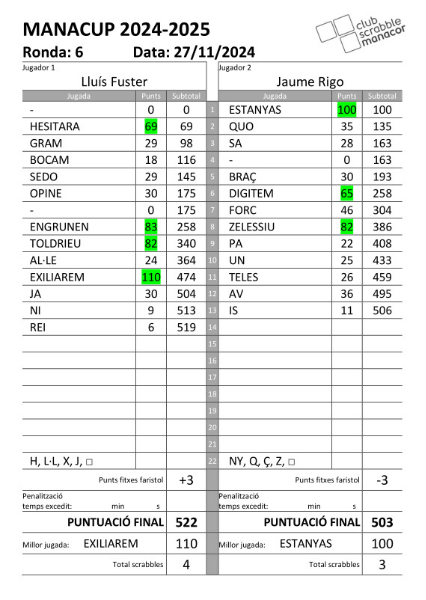 MANACUP 2024-2025
club
scrabble
manacor
Ronda: 6 Data: 27/11/2024
Jugador 1 Jugador 2
Lluís Fuster Jaume Rigo
Jugada Punts Subtotal Jugada Punts Subtotal
- 0 0 1 ESTANYAS 100 100
HESITARA 69 69 2 QUO 35 135
GRAM 29 98 3 SA 28 163
BOCAM 18 116 4 - 0 163
SEDO 29 145 5 BRAÇ 30 193
OPINE 30 175 6 DIGITEM 65 258
- 0 175 7 FORC 46 304
ENGRUNEN 83 258 8 ZELESSIU 82 386
TOLDRIEU 82 340 9 PA 22 408
AL·LE 24 364 10 UN 25 433
EXILIAREM 110 474 11 TELES 26 459
JA 30 504 12 AV 36 495
NI 9 513 13 IS 11 506
REI 6 519 14
15
16
17
18
19
20
21
H, L·L, X, J, □ 22 NY, Q, Ç, Z, □
Punts fitxes faristol +3 Punts fitxes faristol -3
Penalització Penalització
temps excedit: min s temps excedit: min s
PUNTUACIÓ FINAL 522 PUNTUACIÓ FINAL 503
Millor jugada: EXILIAREM 110 Millor jugada: ESTANYAS 100
Total scrabbles 4 Total scrabbles 3